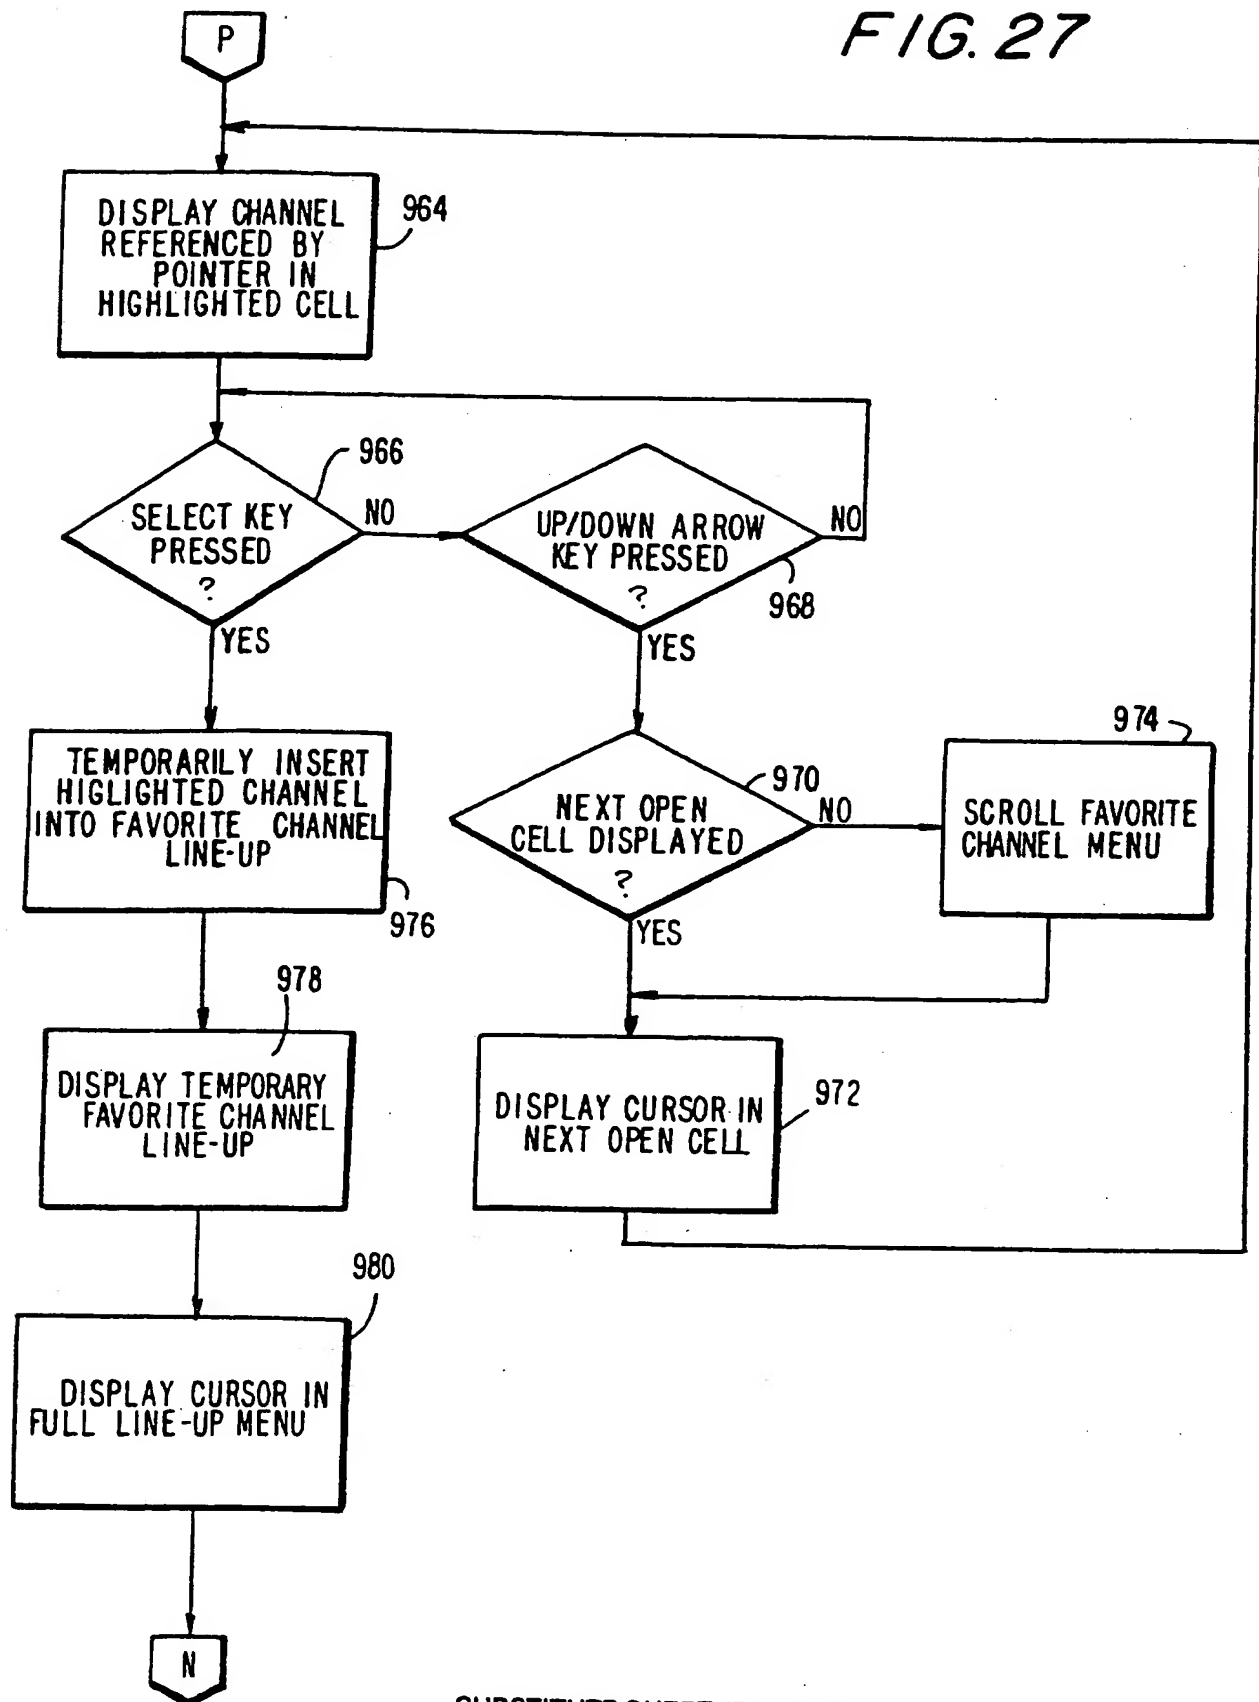 FIG. 27
P
DISPLAY CHANNEL
REFERENCED BY
POINTER IN
HIGHLIGHTED CELL
964
966
SELECT KEY
PRESSED
?
NO
YES
UP/DOWN ARROW
KEY PRESSED
?
NO
968
YES
TEMPORARILY INSERT
HIGLIGHTED CHANNEL
INTO FAVORITE CHANNEL
LINE-UP
976
970
NEXT OPEN
CELL DISPLAYED
?
NO
YES
974
SCROLL FAVORITE
CHANNEL MENU
978
DISPLAY TEMPORARY
FAVORITE CHANNEL
LINE-UP
DISPLAY CURSOR IN
NEXT OPEN CELL
972
980
DISPLAY CURSOR IN
FULL LINE-UP MENU
N